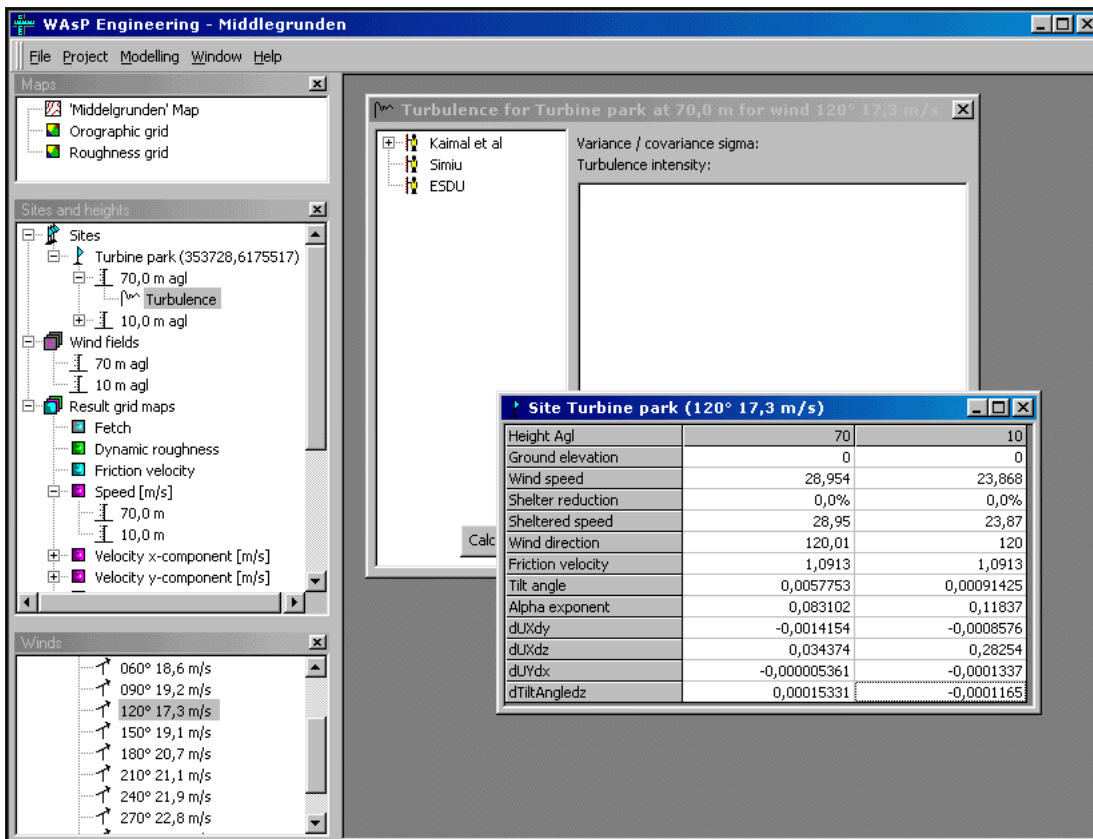 WAsP Engineering - Middlegrunden
File Project Modelling Window Help
Maps
'Middelgrunden' Map
Orographic grid
Roughness grid
Sites and heights
Sites
Turbine park (353728,6175517)
70,0 m agl
Turbulence
10,0 m agl
Wind fields
70 m agl
10 m agl
Result grid maps
Fetch
Dynamic roughness
Friction velocity
Speed [m/s]
70,0 m
10,0 m
Velocity x-component [m/s]
Velocity y-component [m/s]
Winds
060° 18,6 m/s
090° 19,2 m/s
120° 17,3 m/s
150° 19,1 m/s
180° 20,7 m/s
210° 21,1 m/s
240° 21,9 m/s
270° 22,8 m/s
Turbulence for Turbine park at 70,0 m for wind 120° 17,3 m/s
Kaimal et al
Simiu
ESDU
Variance / covariance sigma:
Turbulence intensity:
Calc
Site Turbine park (120° 17,3 m/s)
Height Agl 70 10
Ground elevation 0 0
Wind speed 28,954 23,868
Shelter reduction 0,0% 0,0%
Sheltered speed 28,95 23,87
Wind direction 120,01 120
Friction velocity 1,0913 1,0913
Tilt angle 0,0057753 0,00091425
Alpha exponent 0,083102 0,11837
dUXdy -0,0014154 -0,0008576
dUXdz 0,034374 0,28254
dUYdx -0,000005361 -0,0001337
dTiltAngledz 0,00015331 -0,0001165